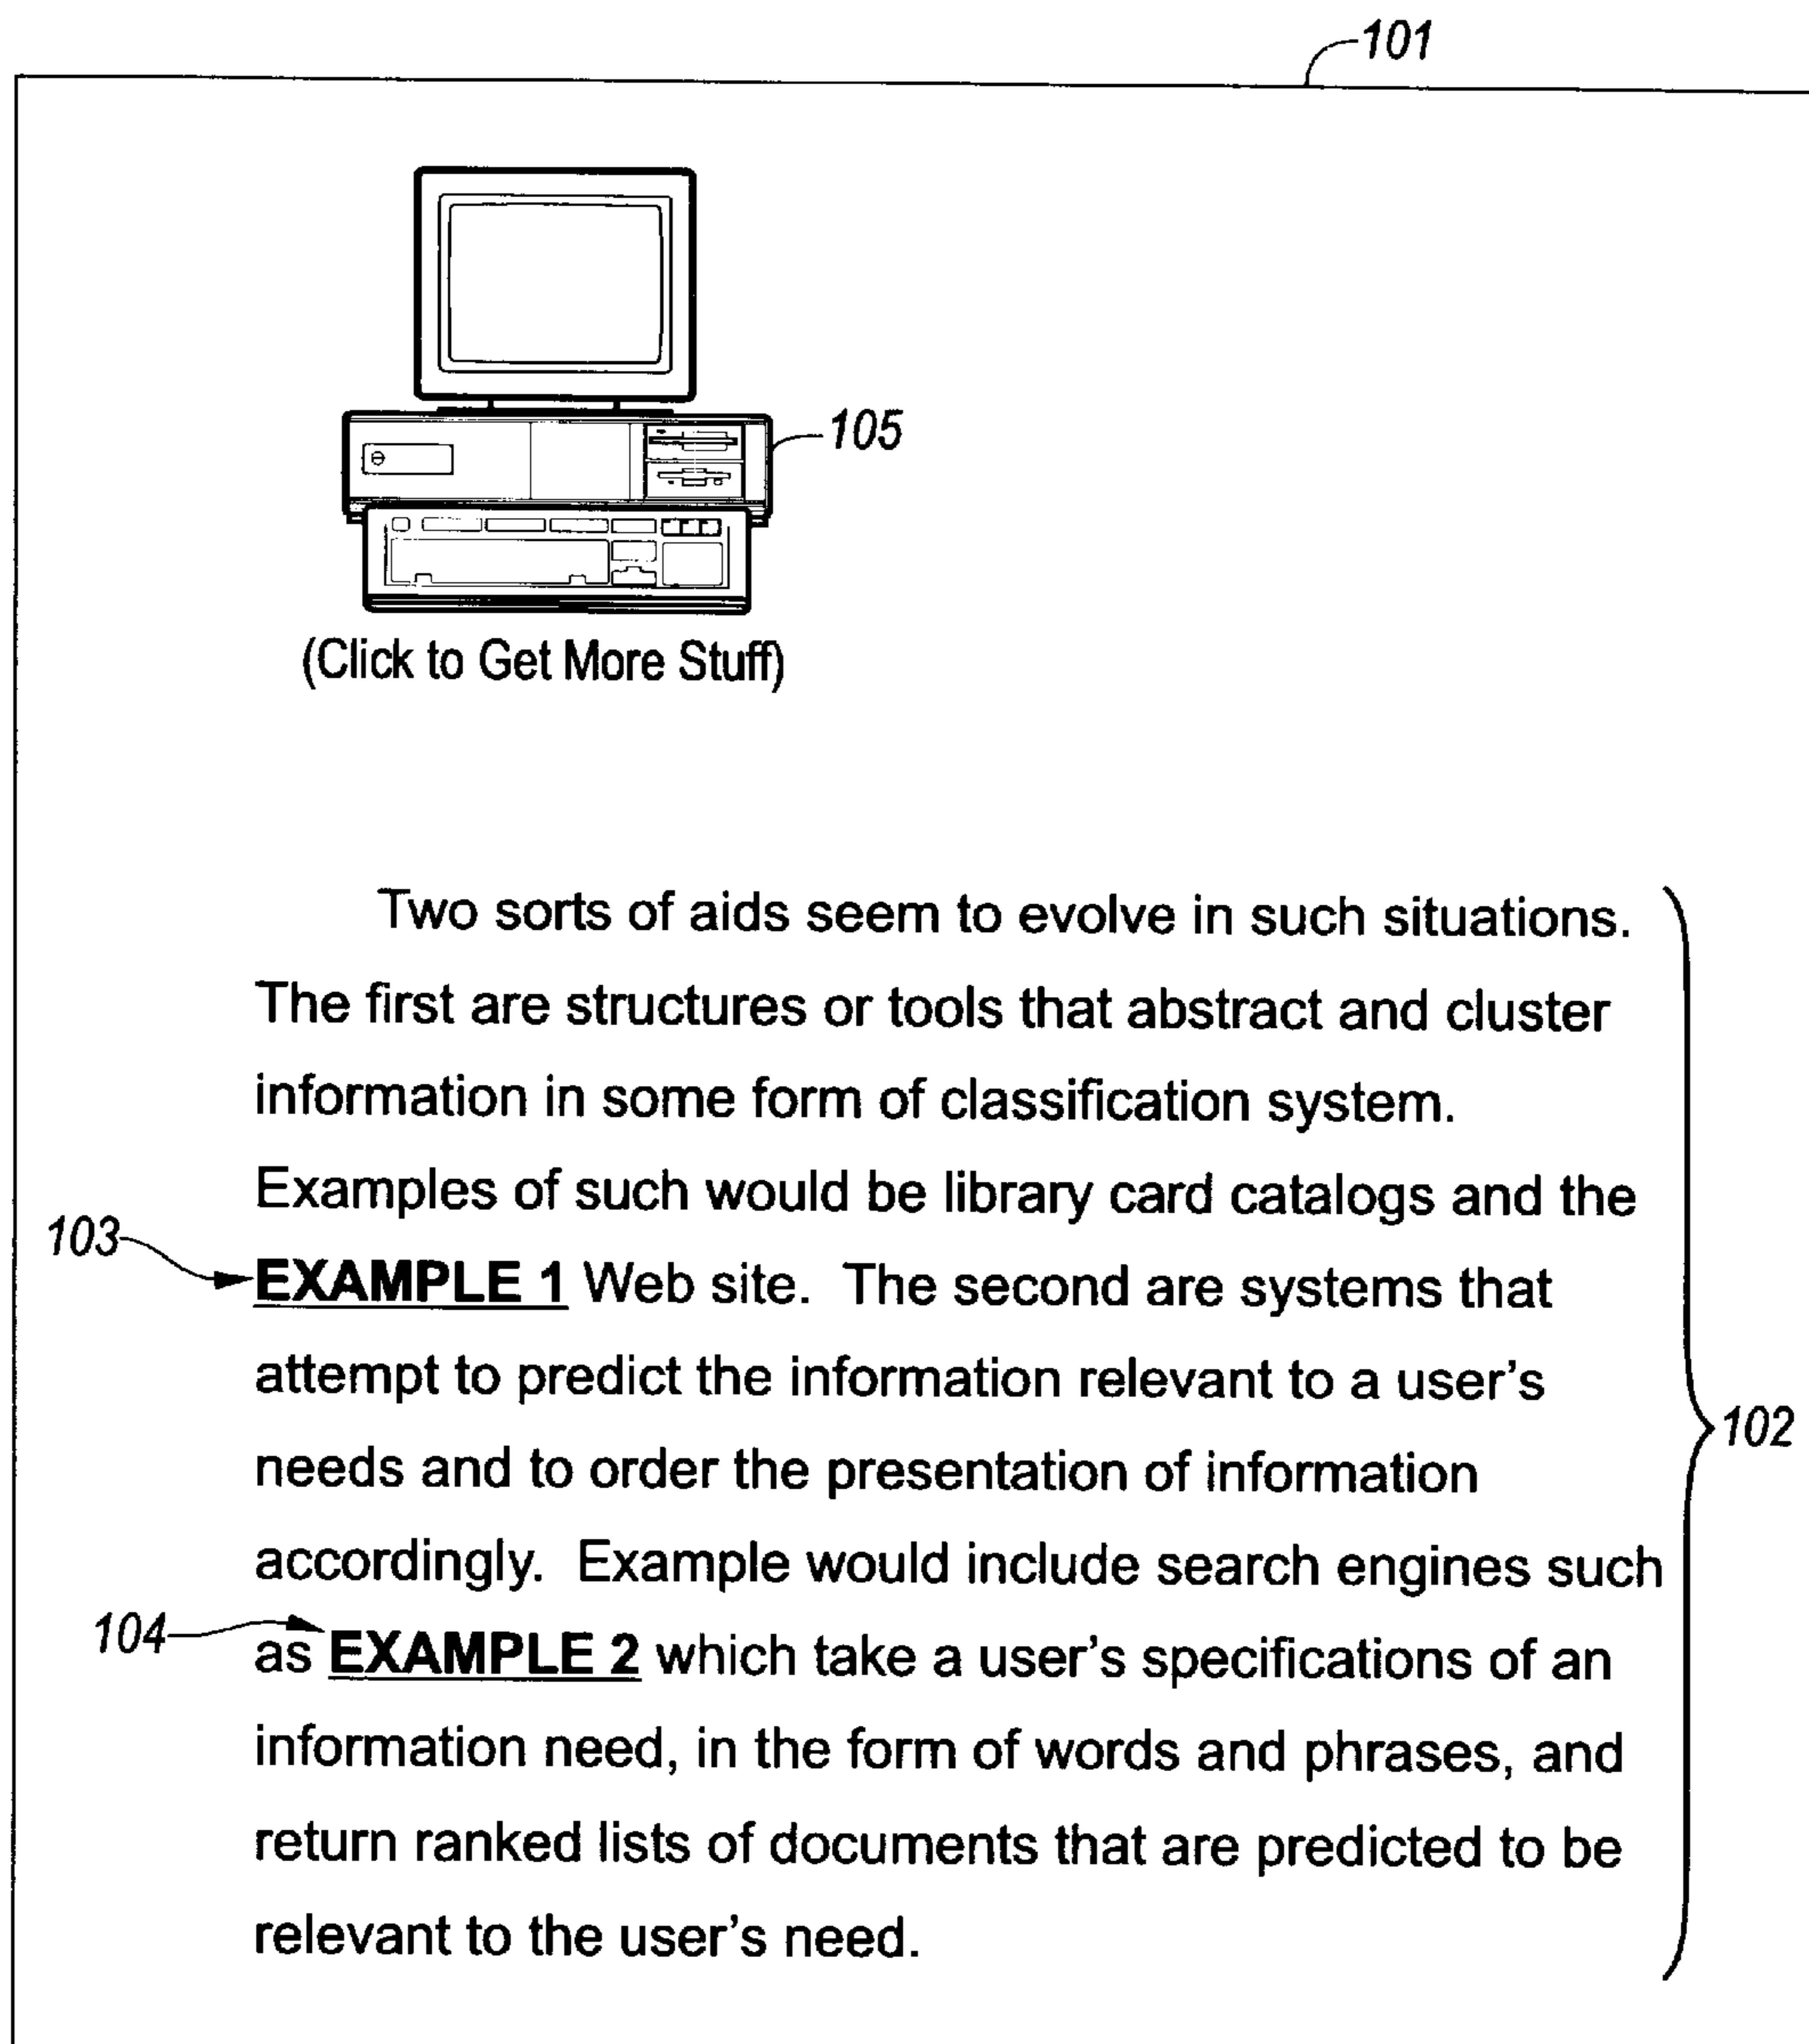 101
105
(Click to Get More Stuff)
Two sorts of aids seem to evolve in such situations.
The first are structures or tools that abstract and cluster
information in some form of classification system.
Examples of such would be library card catalogs and the
103
EXAMPLE 1 Web site. The second are systems that
attempt to predict the information relevant to a user's
102
needs and to order the presentation of information
accordingly. Example would include search engines such
104
as EXAMPLE 2 which take a user's specifications of an
information need, in the form of words and phrases, and
return ranked lists of documents that are predicted to be
relevant to the user's need.